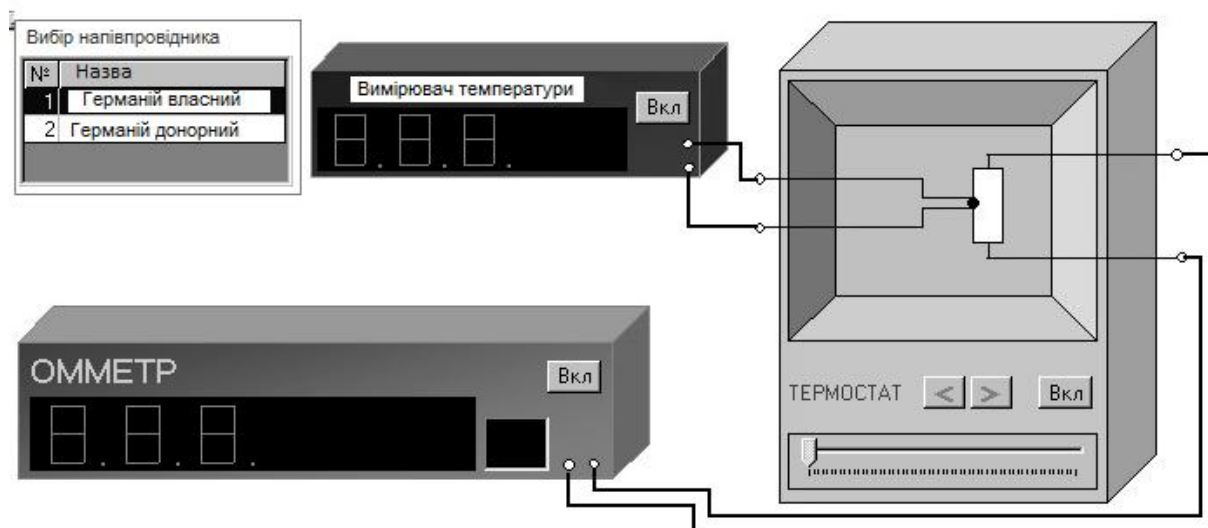 Вибір напівпровідника
№ Назва
1 Германій власний
2 Германій донорний
Вимірювач температури
Вкл
ОММЕТР
Вкл
ТЕРМОСТАТ < > Вкл